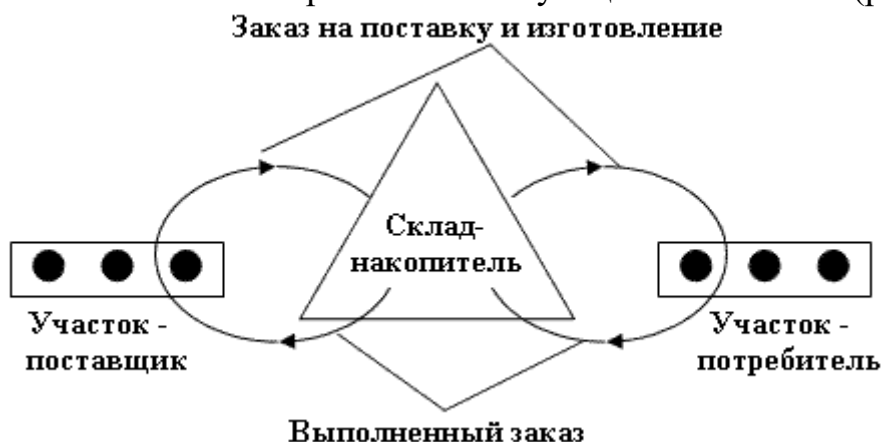 Заказ на поставку и изготовление
Склад-
накопитель
Участок -
поставщик
Участок -
потребитель
Выполненный заказ